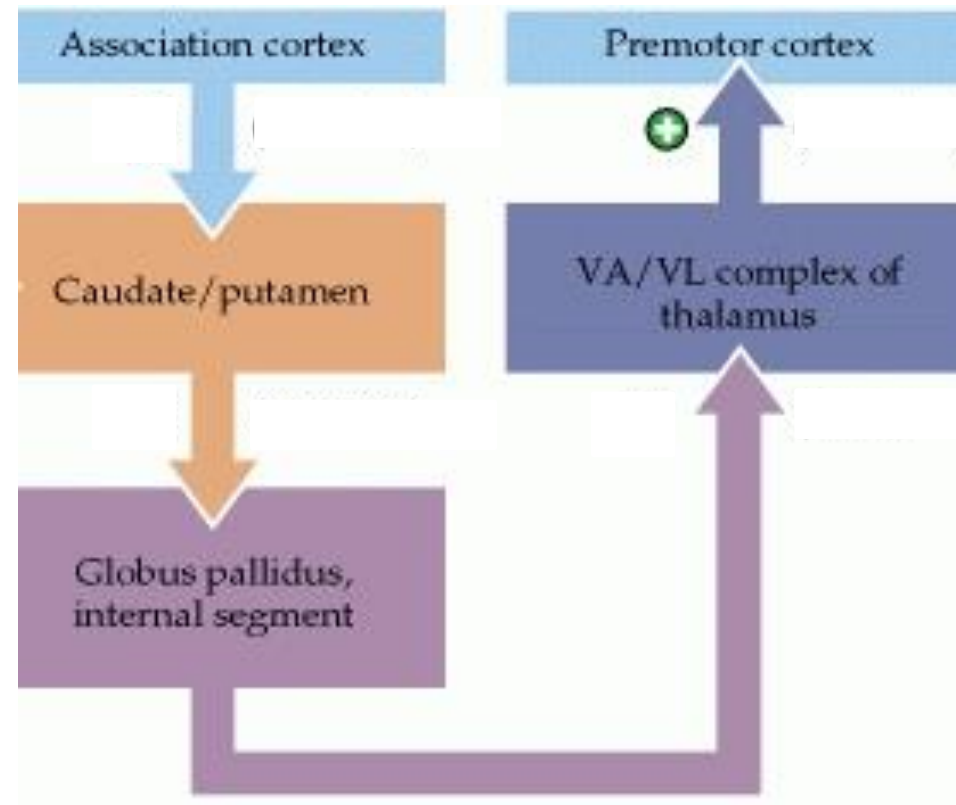 Association cortex
Premotor cortex
Caudate/putamen
VA/VL complex of
thalamus
Globus pallidus,
internal segment